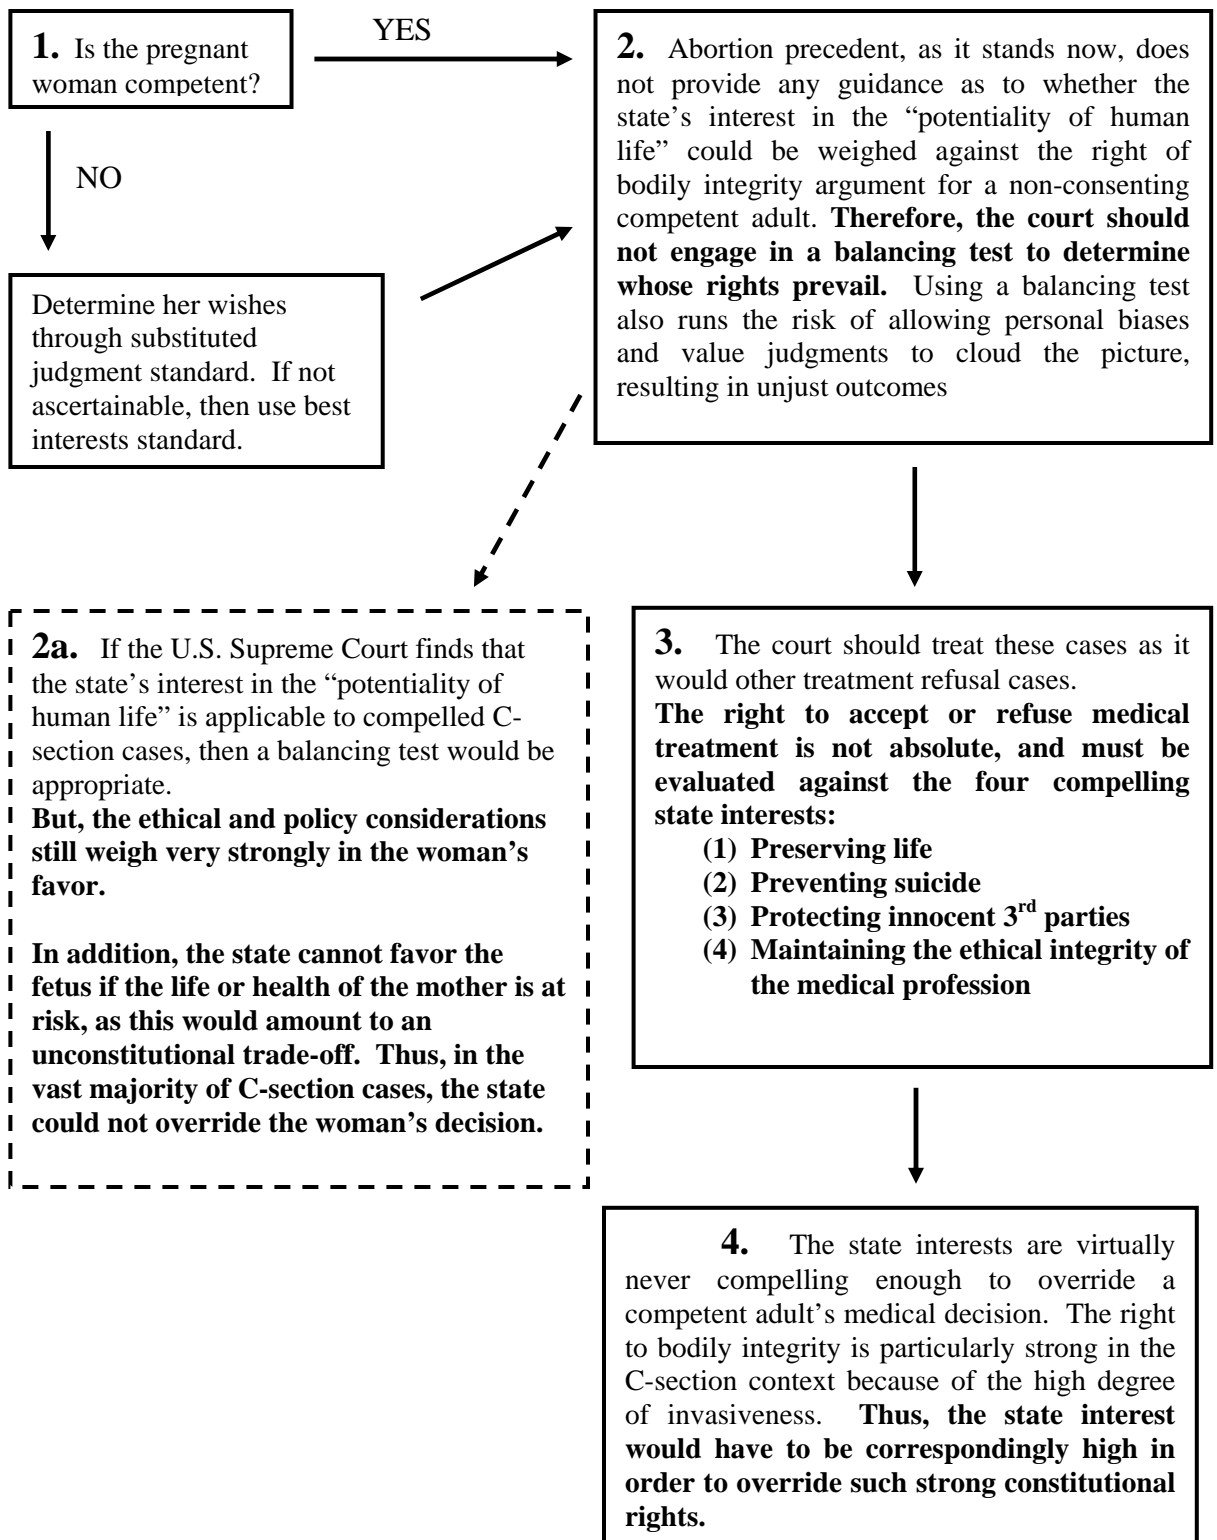 1. Is the pregnant
woman competent?
YES
NO
Determine her wishes
through substituted
judgment standard. If not
ascertainable, then use best
interests standard.
2. Abortion precedent, as it stands now, does
not provide any guidance as to whether the
state’s interest in the “potentiality of human
life” could be weighed against the right of
bodily integrity argument for a non-consenting
competent adult. Therefore, the court should
not engage in a balancing test to determine
whose rights prevail. Using a balancing test
also runs the risk of allowing personal biases
and value judgments to cloud the picture,
resulting in unjust outcomes
2a. If the U.S. Supreme Court finds that
the state’s interest in the “potentiality of
human life” is applicable to compelled C-
section cases, then a balancing test would be
appropriate.
But, the ethical and policy considerations
still weigh very strongly in the woman’s
favor.
In addition, the state cannot favor the
fetus if the life or health of the mother is at
risk, as this would amount to an
unconstitutional trade-off. Thus, in the
vast majority of C-section cases, the state
could not override the woman’s decision.
3. The court should treat these cases as it
would other treatment refusal cases.
The right to accept or refuse medical
treatment is not absolute, and must be
evaluated against the four compelling
state interests:
(1) Preserving life
(2) Preventing suicide
(3) Protecting innocent 3rd parties
(4) Maintaining the ethical integrity of
the medical profession
4. The state interests are virtually
never compelling enough to override a
competent adult’s medical decision. The right
to bodily integrity is particularly strong in the
C-section context because of the high degree
of invasiveness. Thus, the state interest
would have to be correspondingly high in
order to override such strong constitutional
rights.